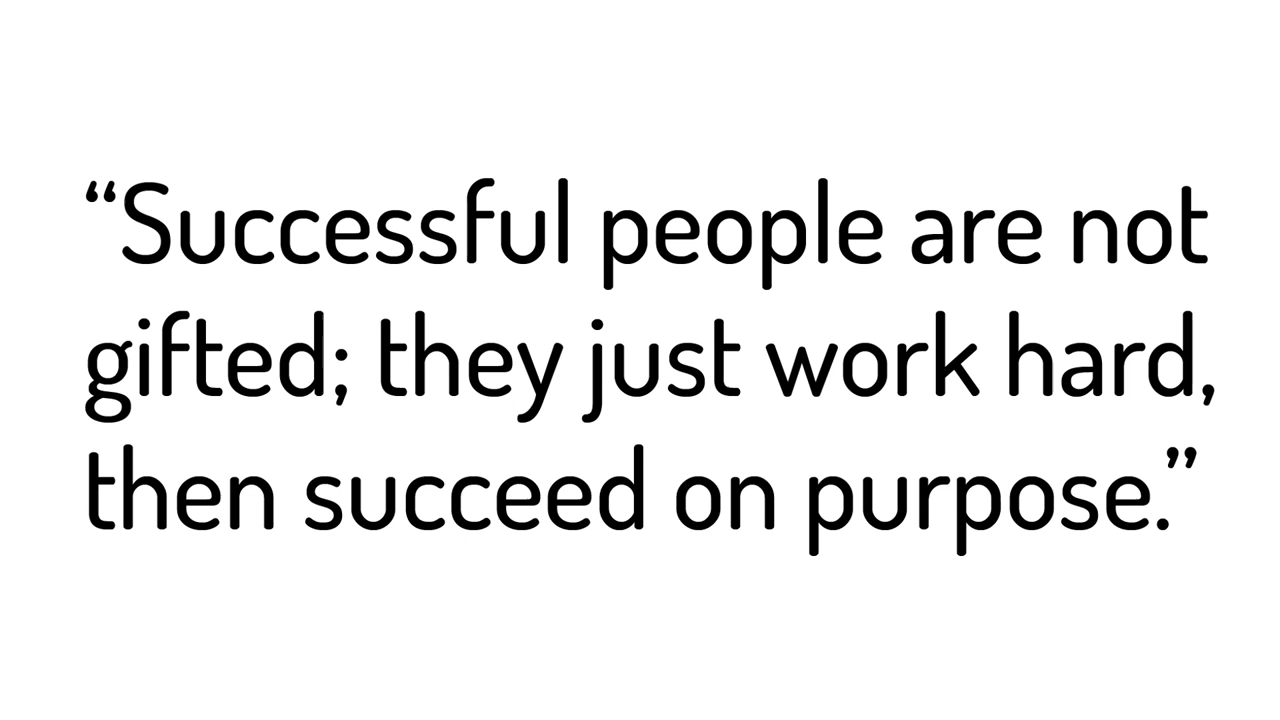 “Successful people are not
gifted; they just work hard,
then succeed on purpose.”